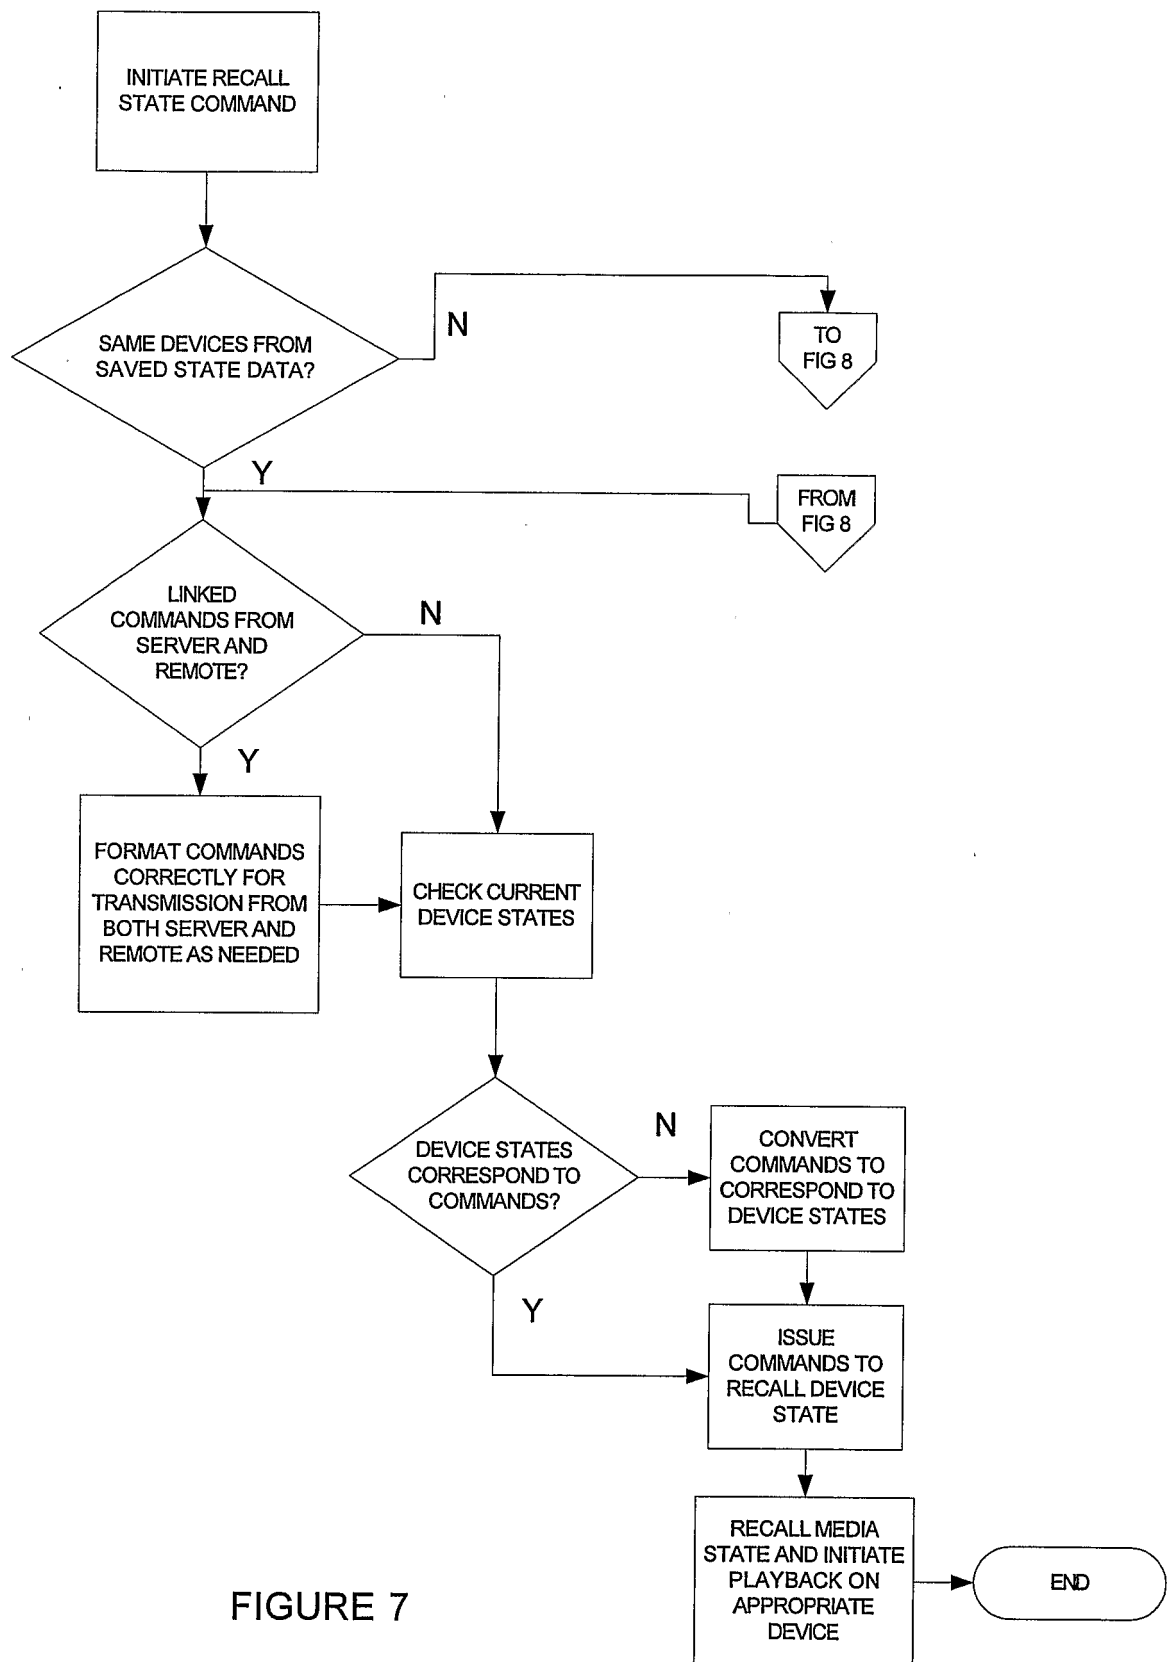 INITIATE RECALL
STATE COMMAND
SAME DEVICES FROM
SAVED STATE DATA?
N
TO
FIG 8
Y
FROM
FIG 8
LINKED
COMMANDS FROM
SERVER AND
REMOTE?
N
Y
FORMAT COMMANDS
CORRECTLY FOR
TRANSMISSION FROM
BOTH SERVER AND
REMOTE AS NEEDED
CHECK CURRENT
DEVICE STATES
DEVICE STATES
CORRESPOND TO
COMMANDS?
N
CONVERT
COMMANDS TO
CORRESPOND TO
DEVICE STATES
Y
ISSUE
COMMANDS TO
RECALL DEVICE
STATE
RECALL MEDIA
STATE AND INITIATE
PLAYBACK ON
APPROPRIATE
DEVICE
END
FIGURE 7